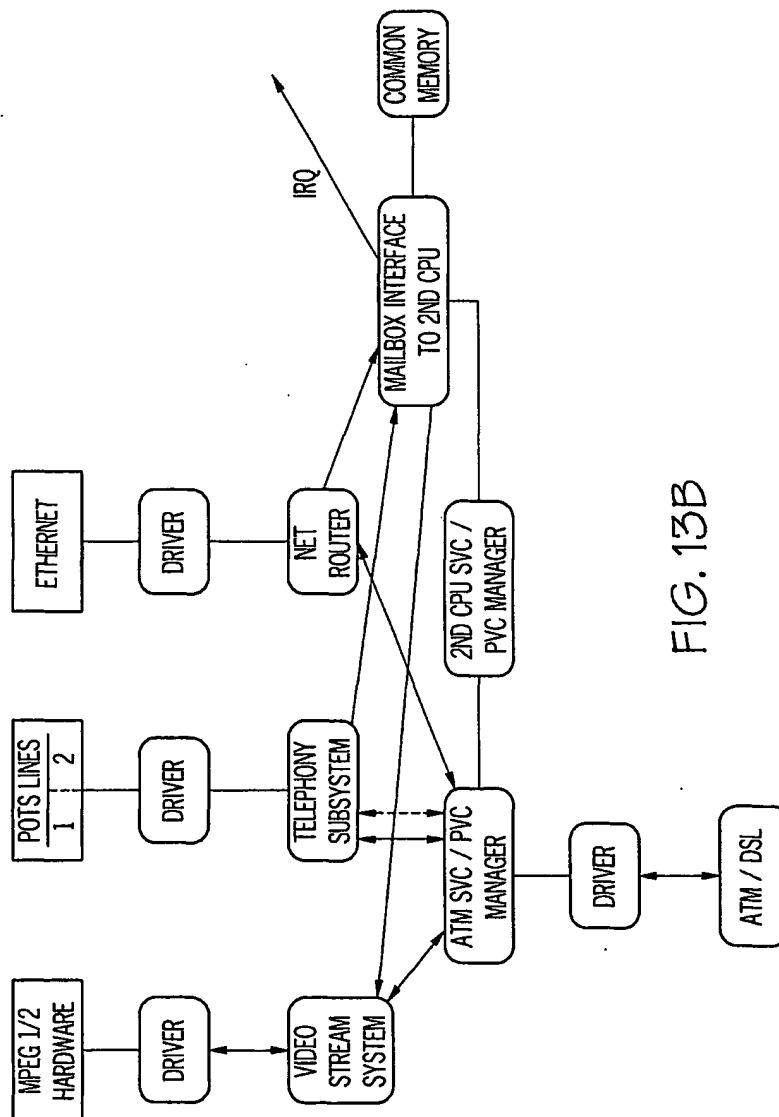 MPEG 1/2
HARDWARE
POTS LINES
1 2
ETHERNET
DRIVER
DRIVER
DRIVER
VIDEO
STREAM
SYSTEM
TELEPHONY
SUBSYSTEM
NET
ROUTER
IRQ
MAILBOX INTERFACE
TO 2ND CPU
COMMON
MEMORY
ATM SVC / PVC
MANAGER
2ND CPU SVC /
PVC MANAGER
DRIVER
ATM / DSL
FIG. 13B